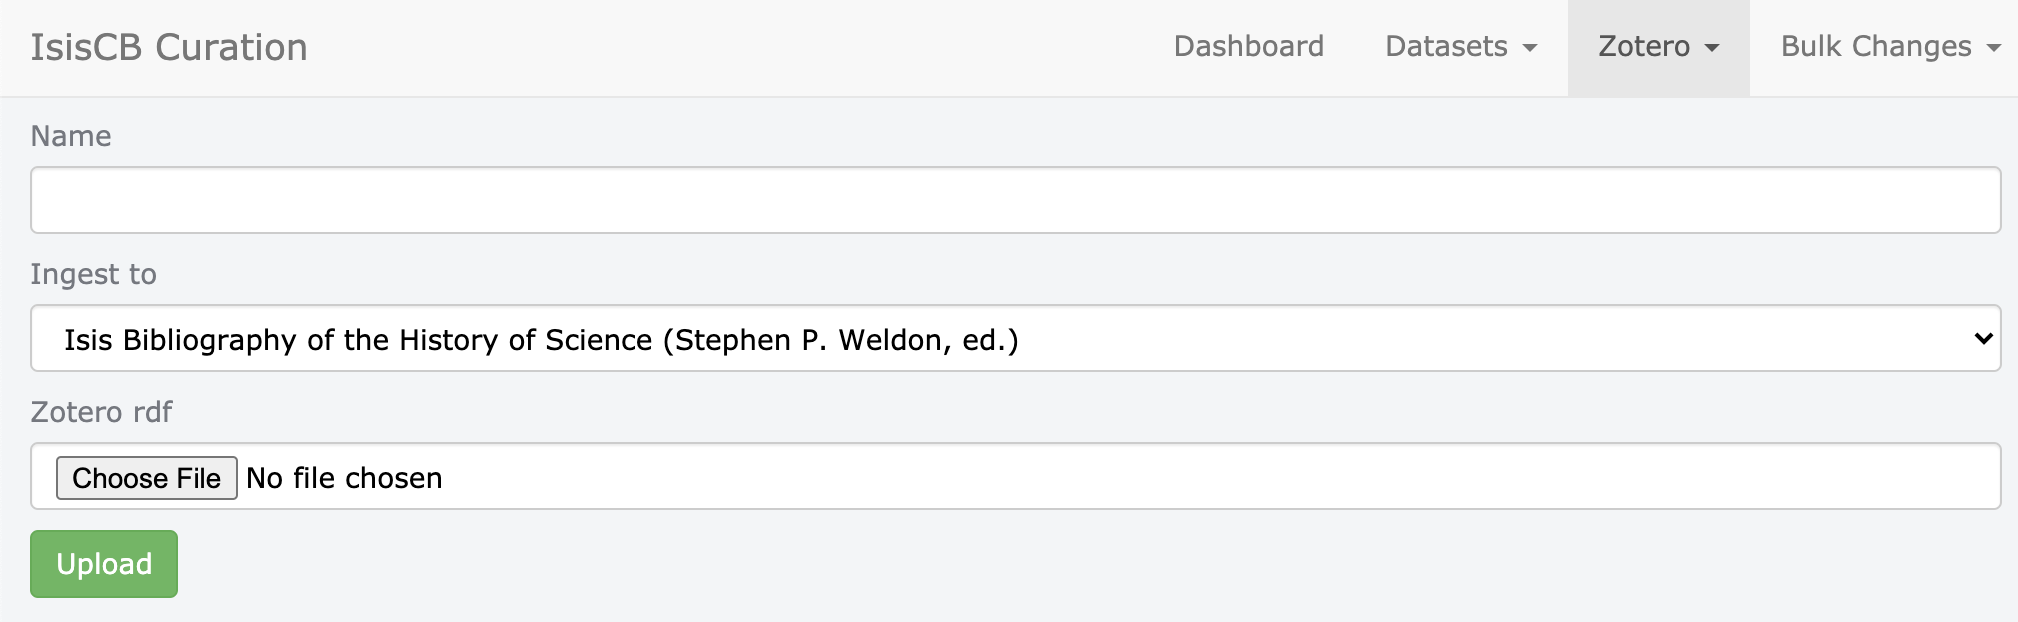 IsisCB Curation Dashboard Datasets Zotero Bulk Changes
Name
Ingest to
Isis Bibliography of the History of Science (Stephen P. Weldon, ed.)
Zotero rdf
Choose File No file chosen
Upload